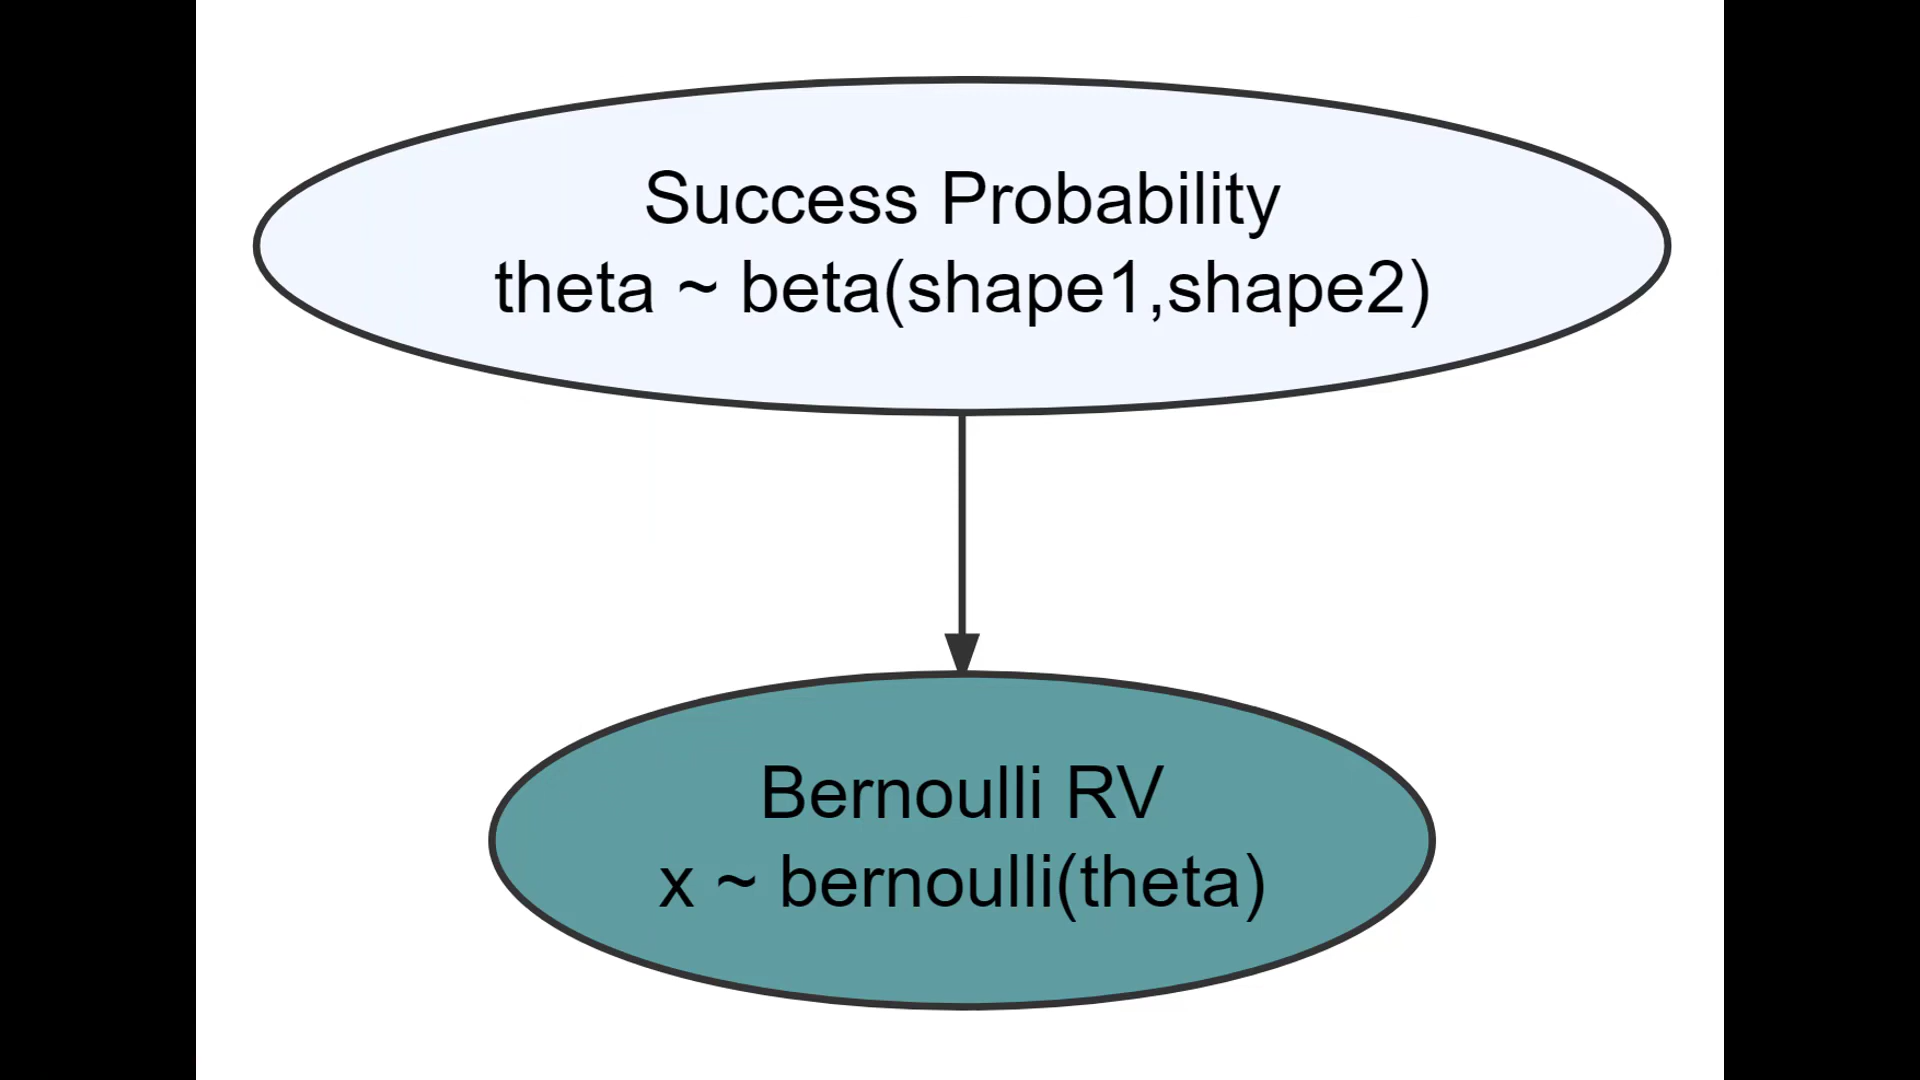 Success Probability
theta ~ beta(shape1,shape2)
Bernoulli RV
x ~ bernoulli(theta)